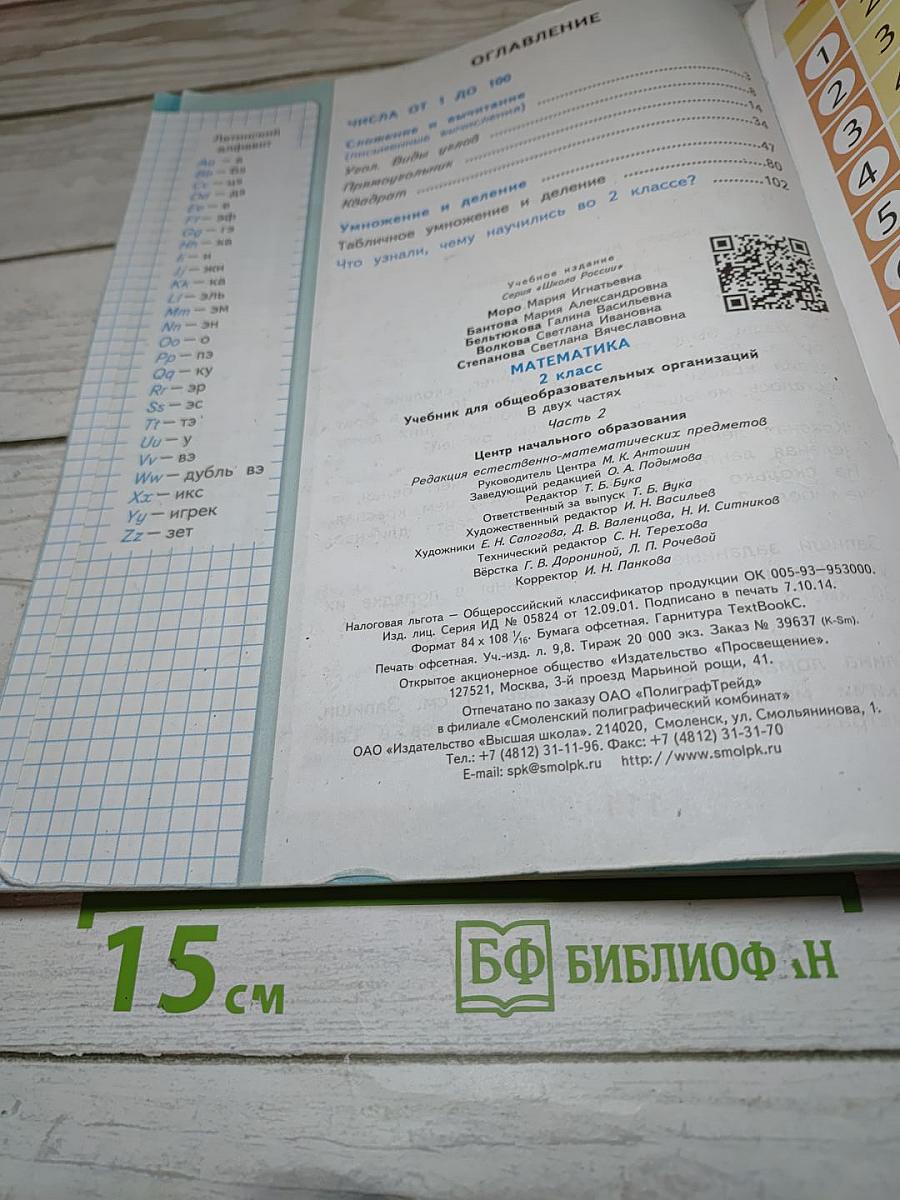 ОГЛАВЛЕНИЕ
ЧИСЛА ОТ 1 ДО 100
Сложение и вычитание 3
(письменные вычисления)
Угол. Виды углов 8
Прямоугольник 14
Квадрат 34
Умножение и деление 47
Табличное умножение и деление 80
Что узнали, чему научились во 2 классе? 102
Латинский
алфавит
Aa — а
Bb — бэ
Cc — цэ
Dd — дэ
Ee — е
Ff — эф
Gg — гэ
Hh — ха
Ii — и
Jj — жи
Kk — ка
Ll — эль
Mm — эм
Nn — эн
Oo — о
Pp — пэ
Qq — ку
Rr — эр
Ss — эс
Tt — тэ
Uu — у
Vv — вэ
Ww — дубль вэ
Xx — икс
Yy — игрек
Zz — зет
Учебное издание
Серия «Школа России»
Моро Мария Игнатьевна
Бантова Мария Александровна
Бельтюкова Галина Васильевна
Волкова Светлана Ивановна
Степанова Светлана Вячеславовна
МАТЕМАТИКА
2 класс
Учебник для общеобразовательных организаций
В двух частях
Часть 2
Центр начального образования
Редакция естественно-математических предметов
Руководитель Центра М. К. Антошин
Заведующий редакцией О. А. Подымова
Редактор Т. Б. Бука
Ответственный за выпуск Т. Б. Бука
Художественный редактор И. Н. Васильев
Художники Е. Н. Сапогова, Д. В. Валенцова, Н. И. Ситников
Технический редактор С. Н. Терехова
Вёрстка Г. В. Дорониной, Л. П. Рочевой
Корректор И. Н. Панкова
Налоговая льгота — Общероссийский классификатор продукции ОК 005-93—953000.
Изд. лиц. Серия ИД № 05824 от 12.09.01. Подписано в печать 7.10.14.
Формат 84 x 108 1/16. Бумага офсетная. Гарнитура TextBookC.
Печать офсетная. Уч.-изд. л. 9,8. Тираж 20 000 экз. Заказ № 39637 (K-Sm).
Открытое акционерное общество «Издательство «Просвещение».
127521, Москва, 3-й проезд Марьиной рощи, 41.
Отпечатано по заказу ОАО «ПолиграфТрейд»
в филиале «Смоленский полиграфический комбинат»
ОАО «Издательство «Высшая школа». 214020, Смоленск, ул. Смольянинова, 1.
Тел.: +7 (4812) 31-11-96. Факс: +7 (4812) 31-31-70
E-mail: spk@smolpk.ru http://www.smolpk.ru
1
2
3
4
5
2
3
15 см
БФ БИБЛИОФАН